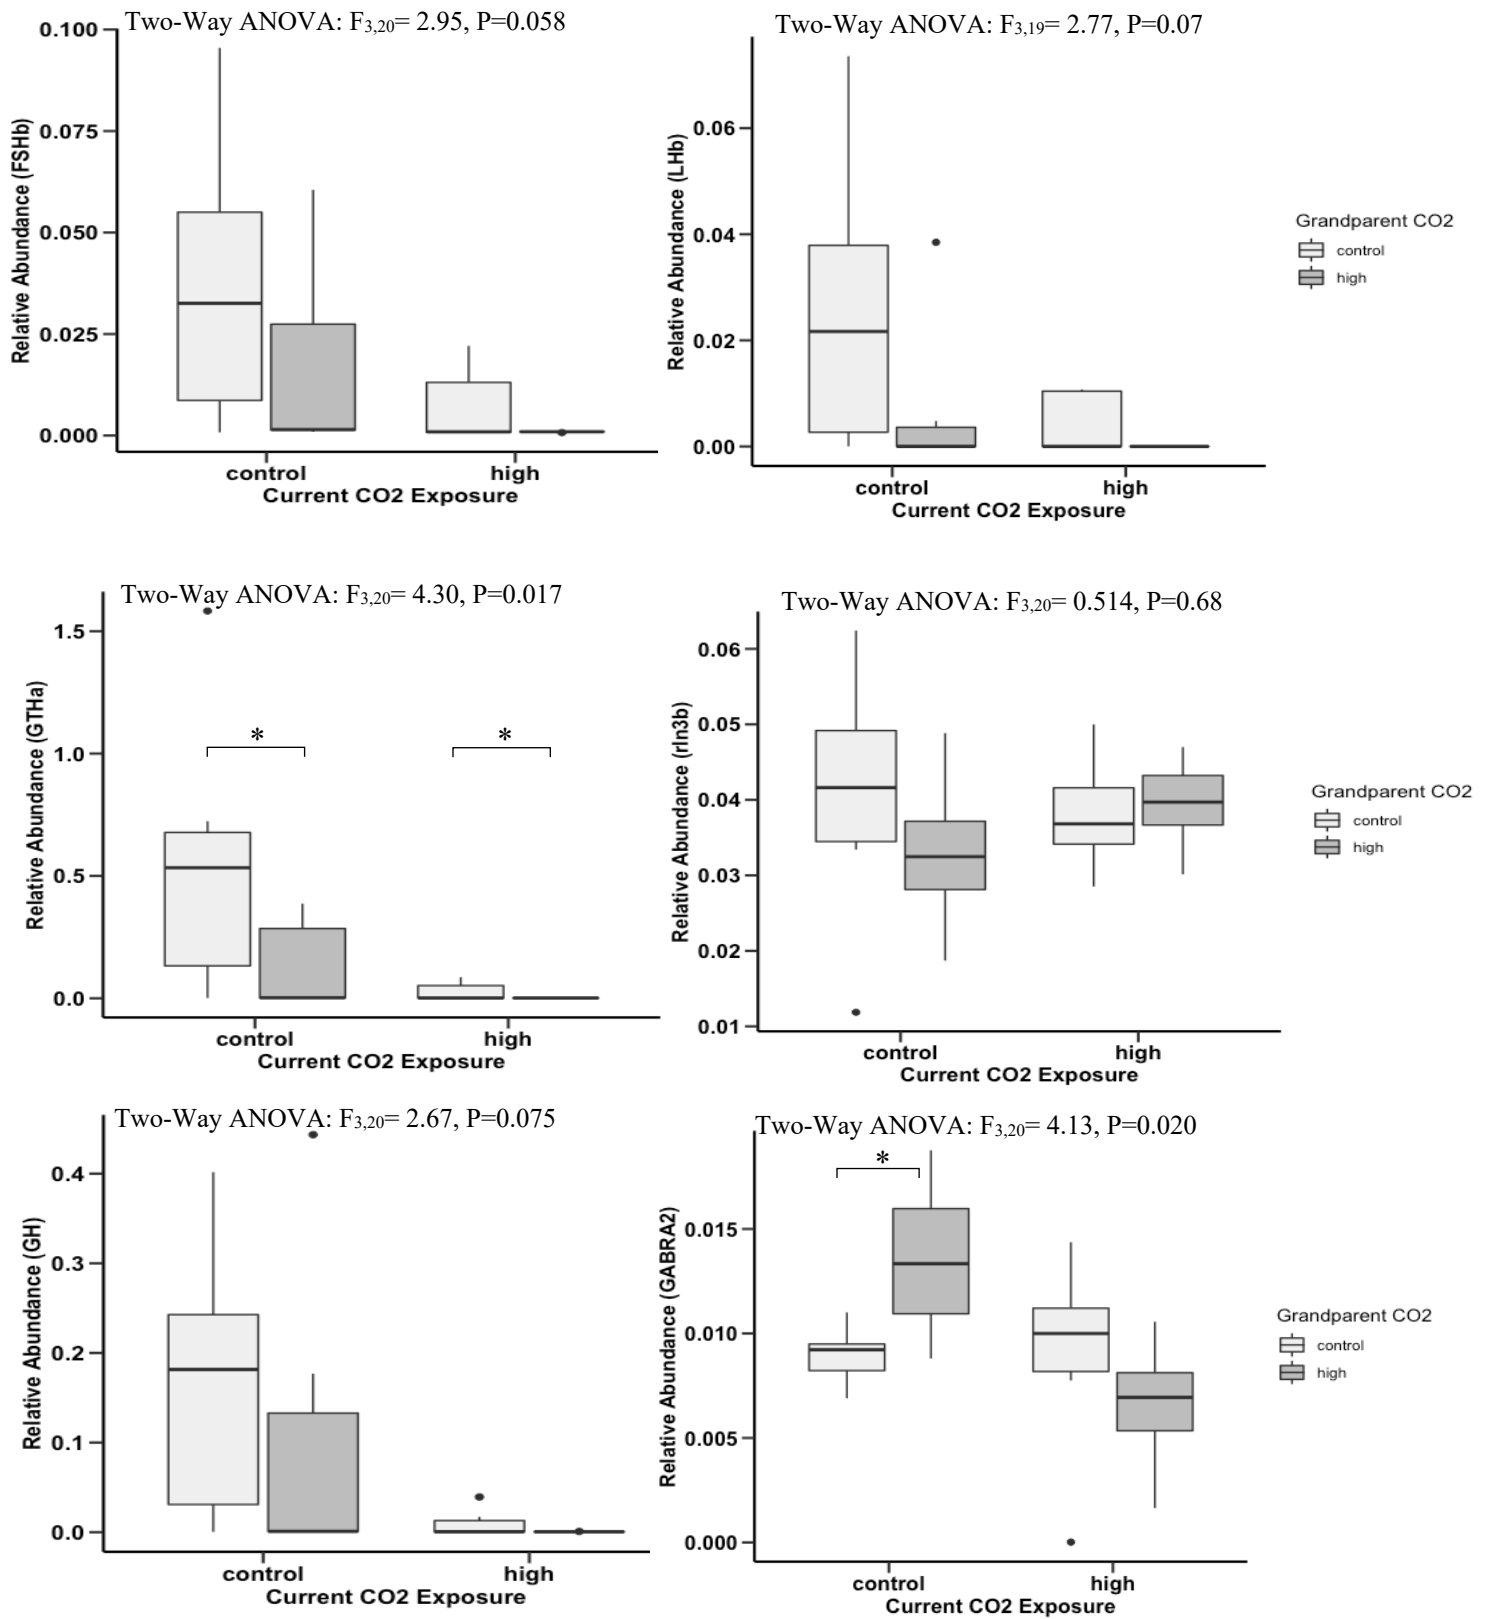 Two-Way ANOVA: F3,20= 2.95, P=0.058
Relative Abundance (FSHb)
0.100
0.075
0.050
0.025
0.000
control high
Current CO2 Exposure
Two-Way ANOVA: F3,19= 2.77, P=0.07
Relative Abundance (LHb)
0.06
0.04
0.02
0.00
control high
Current CO2 Exposure
Grandparent CO2
control
high
Two-Way ANOVA: F3,20= 4.30, P=0.017
Relative Abundance (GTHa)
1.5
1.0
0.5
0.0
* *
control high
Current CO2 Exposure
Two-Way ANOVA: F3,20= 0.514, P=0.68
Relative Abundance (rln3b)
0.06
0.05
0.04
0.03
0.02
0.01
control high
Current CO2 Exposure
Grandparent CO2
control
high
Two-Way ANOVA: F3,20= 2.67, P=0.075
Relative Abundance (GH)
0.4
0.3
0.2
0.1
0.0
control high
Current CO2 Exposure
Two-Way ANOVA: F3,20= 4.13, P=0.020
*
Relative Abundance (GABRA2)
0.015
0.010
0.005
0.000
control high
Current CO2 Exposure
Grandparent CO2
control
high